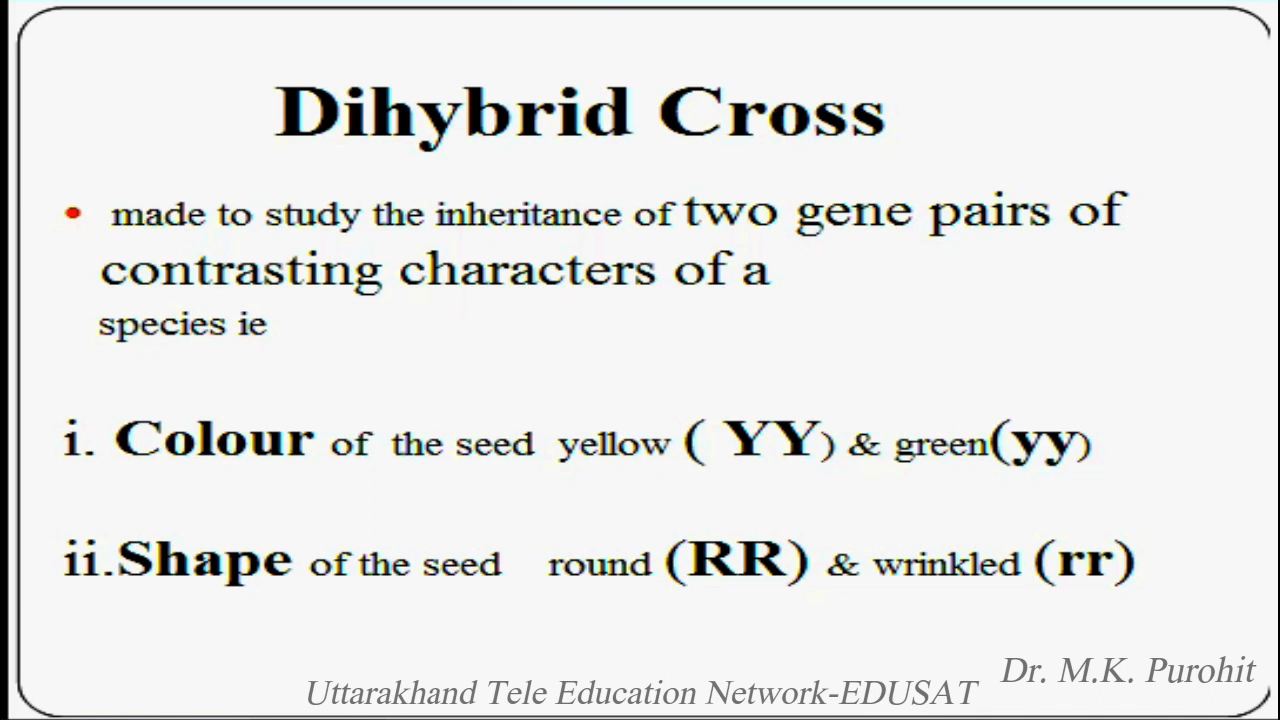 Dihybrid Cross
• made to study the inheritance of two gene pairs of
contrasting characters of a
species ie
i. Colour of the seed yellow ( YY) & green(yy)
ii.Shape of the seed round (RR) & wrinkled (rr)
Dr. M.K. Purohit
Uttarakhand Tele Education Network-EDUSAT